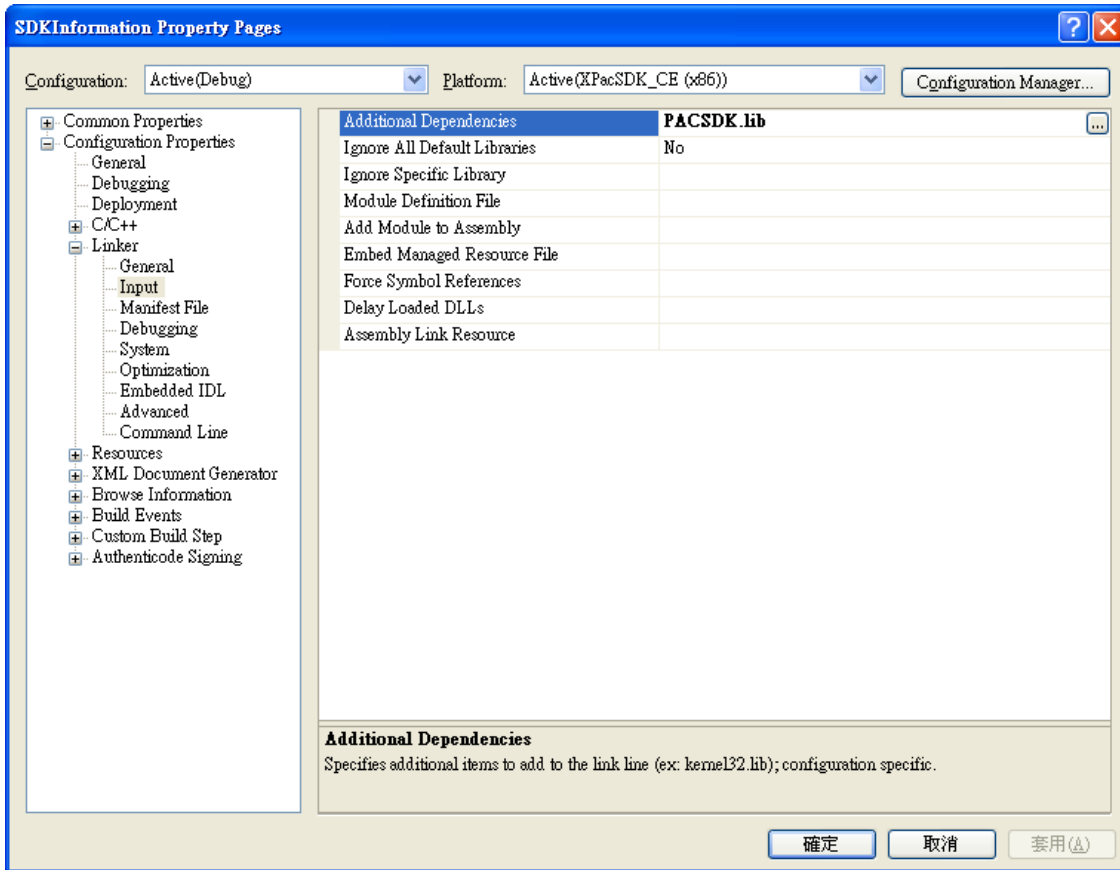 SDKInformation Property Pages
Configuration: Active(Debug) Platform: Active(XPacSDK_CE (x86)) Configuration Manager...
Common Properties
Configuration Properties
General
Debugging
Deployment
C/C++
Linker
General
Input
Manifest File
Debugging
System
Optimization
Embedded IDL
Advanced
Command Line
Resources
XML Document Generator
Browse Information
Build Events
Custom Build Step
Authenticode Signing
Additional Dependencies PACSDK.lib ...
Ignore All Default Libraries No
Ignore Specific Library
Module Definition File
Add Module to Assembly
Embed Managed Resource File
Force Symbol References
Delay Loaded DLLs
Assembly Link Resource
Additional Dependencies
Specifies additional items to add to the link line (ex: kernel32.lib); configuration specific.
確定 取消 套用(A)